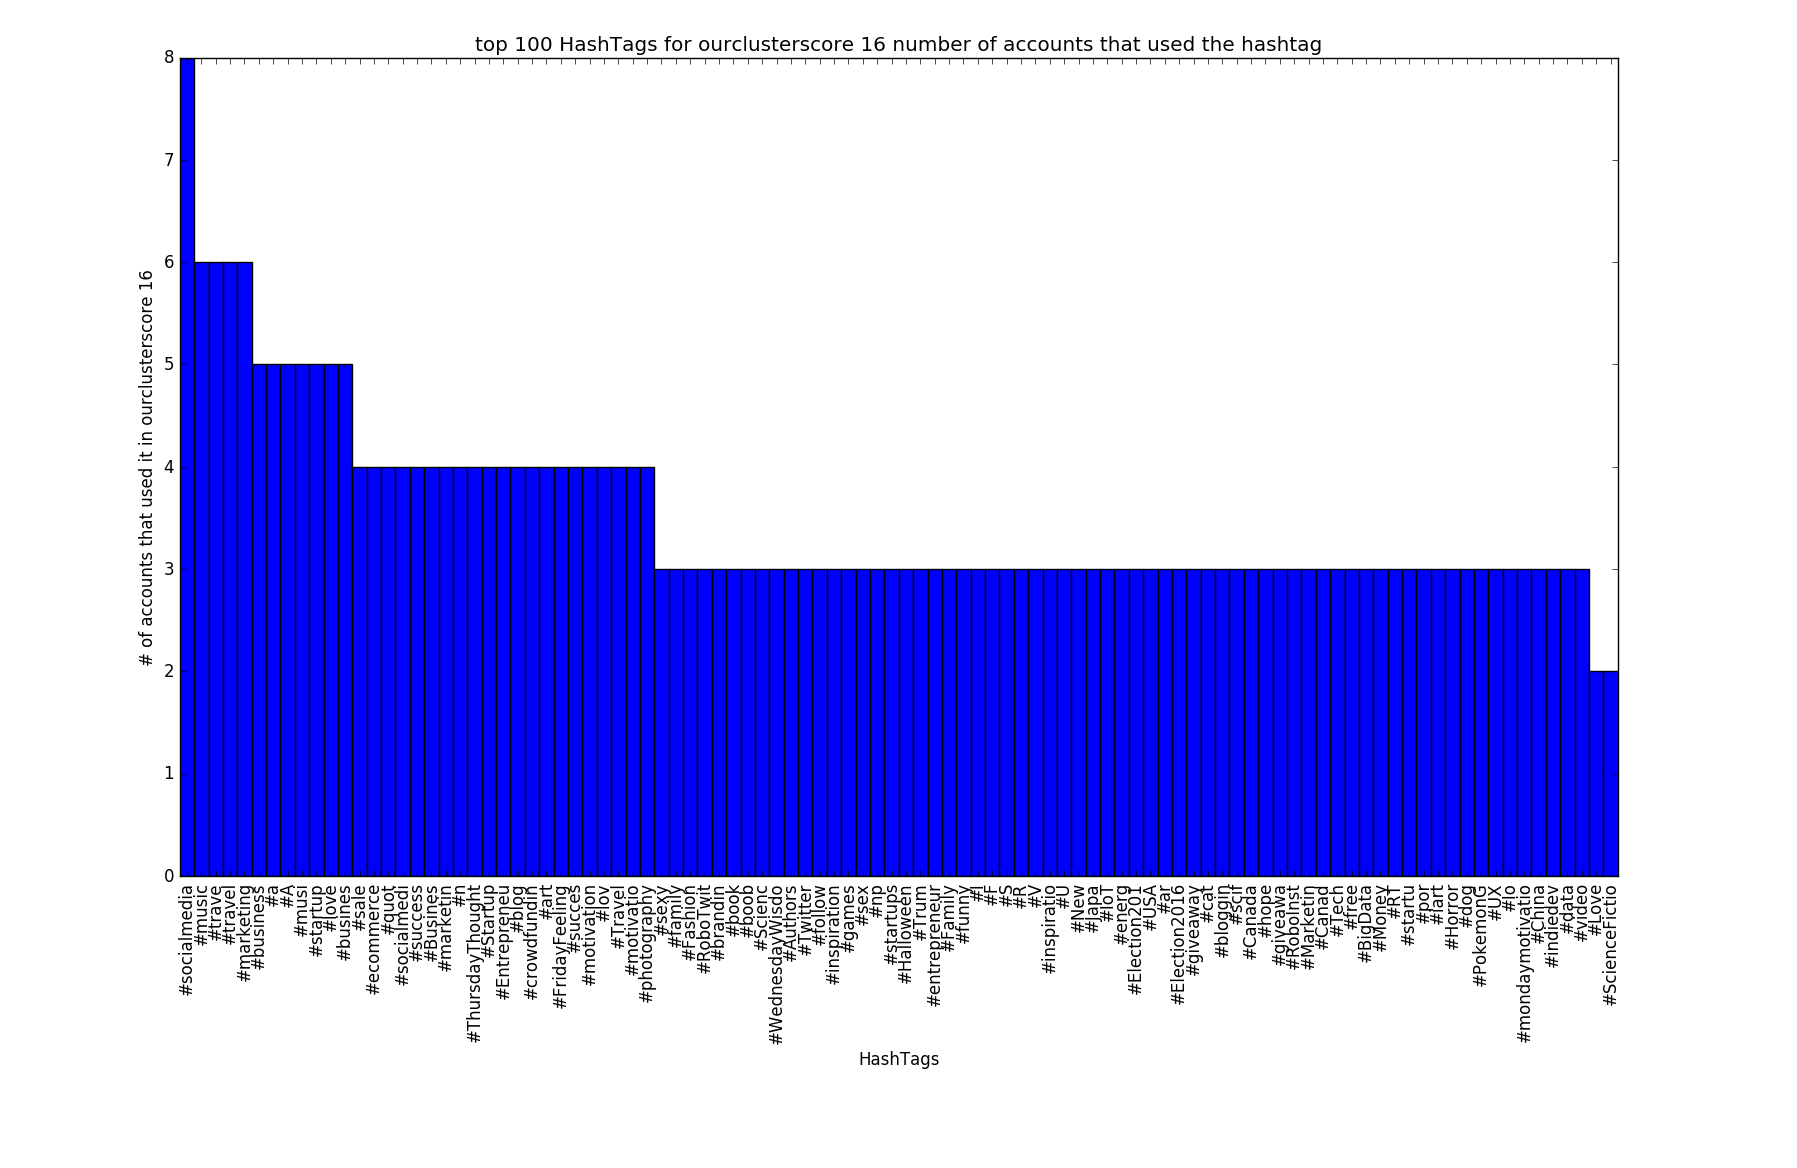 top 100 HashTags for ourclusterscore 16 number of accounts that used the hashtag
# of accounts that used it in ourclusterscore 16
8
7
6
5
4
3
2
1
0
#socialmedia
#music
#trave
#travel
#marketing
#business
#a
#A
#musi
#startup
#love
#busines
#sale
#ecommerce
#quot
#socialmedi
#success
#Busines
#marketin
#n
#ThursdayThought
#Startup
#Entrepreneu
#blog
#crowdfundin
#art
#FridayFeeling
#succes
#motivation
#lov
#Travel
#motivatio
#photography
#sexy
#family
#Fashion
#RoboTwit
#brandin
#book
#boob
#Scienc
#WednesdayWisdo
#Authors
#Twitter
#follow
#inspiration
#games
#sex
#np
#startups
#Halloween
#Trum
#entrepreneur
#Family
#funny
#F
#S
#R
#V
#inspiratio
#U
#New
#Japa
#IoT
#energ
#Election2111
#USA
#ar
#Election2016
#giveaway
#cat
#bloggin
#scif
#Canada
#hope
#giveawa
#RoboInst
#Marketin
#Canad
#Tech
#free
#BigData
#Money
#RT
#startu
#por
#Horror
#dog
#PokemonG
#UX
#mondaymotivatio
#China
#indiedev
#data
#video
#Love
#ScienceFictio
HashTags